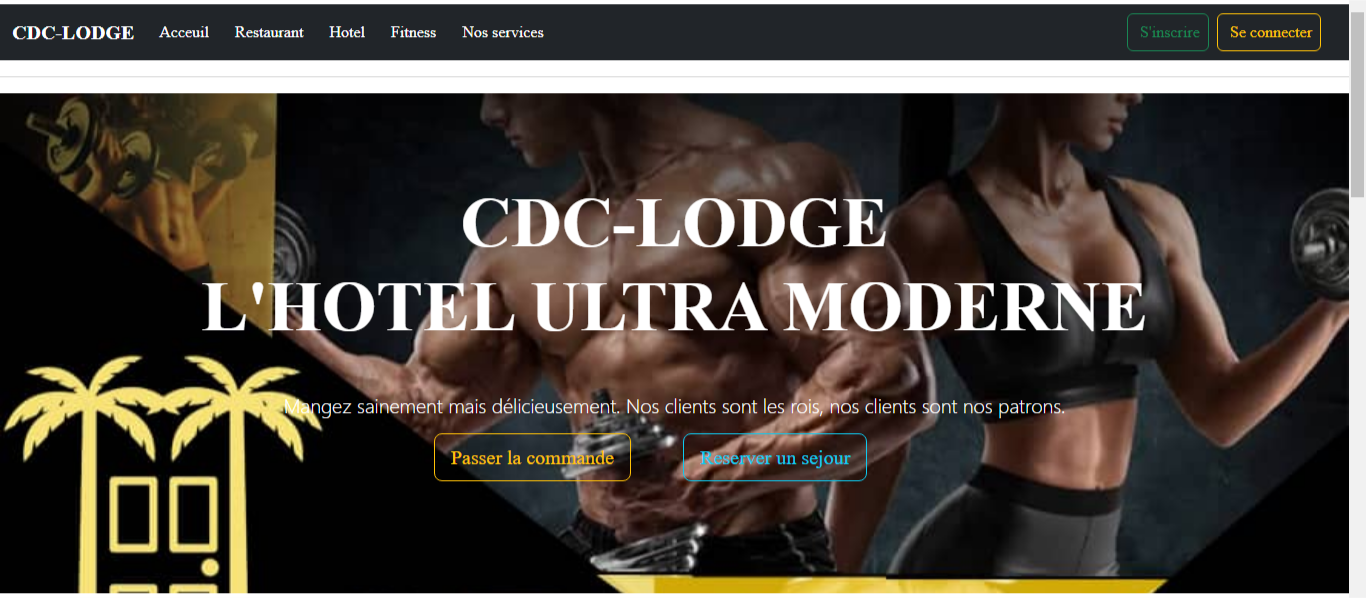 CDC-LODGE Acceuil Restaurant Hotel Fitness Nos services S'inscrire Se connecter
CDC-LODGE
L'HOTEL ULTRA MODERNE
Mangez sainement mais délicieusement. Nos clients sont les rois, nos clients sont nos patrons.
Passer la commande Reserver un sejour